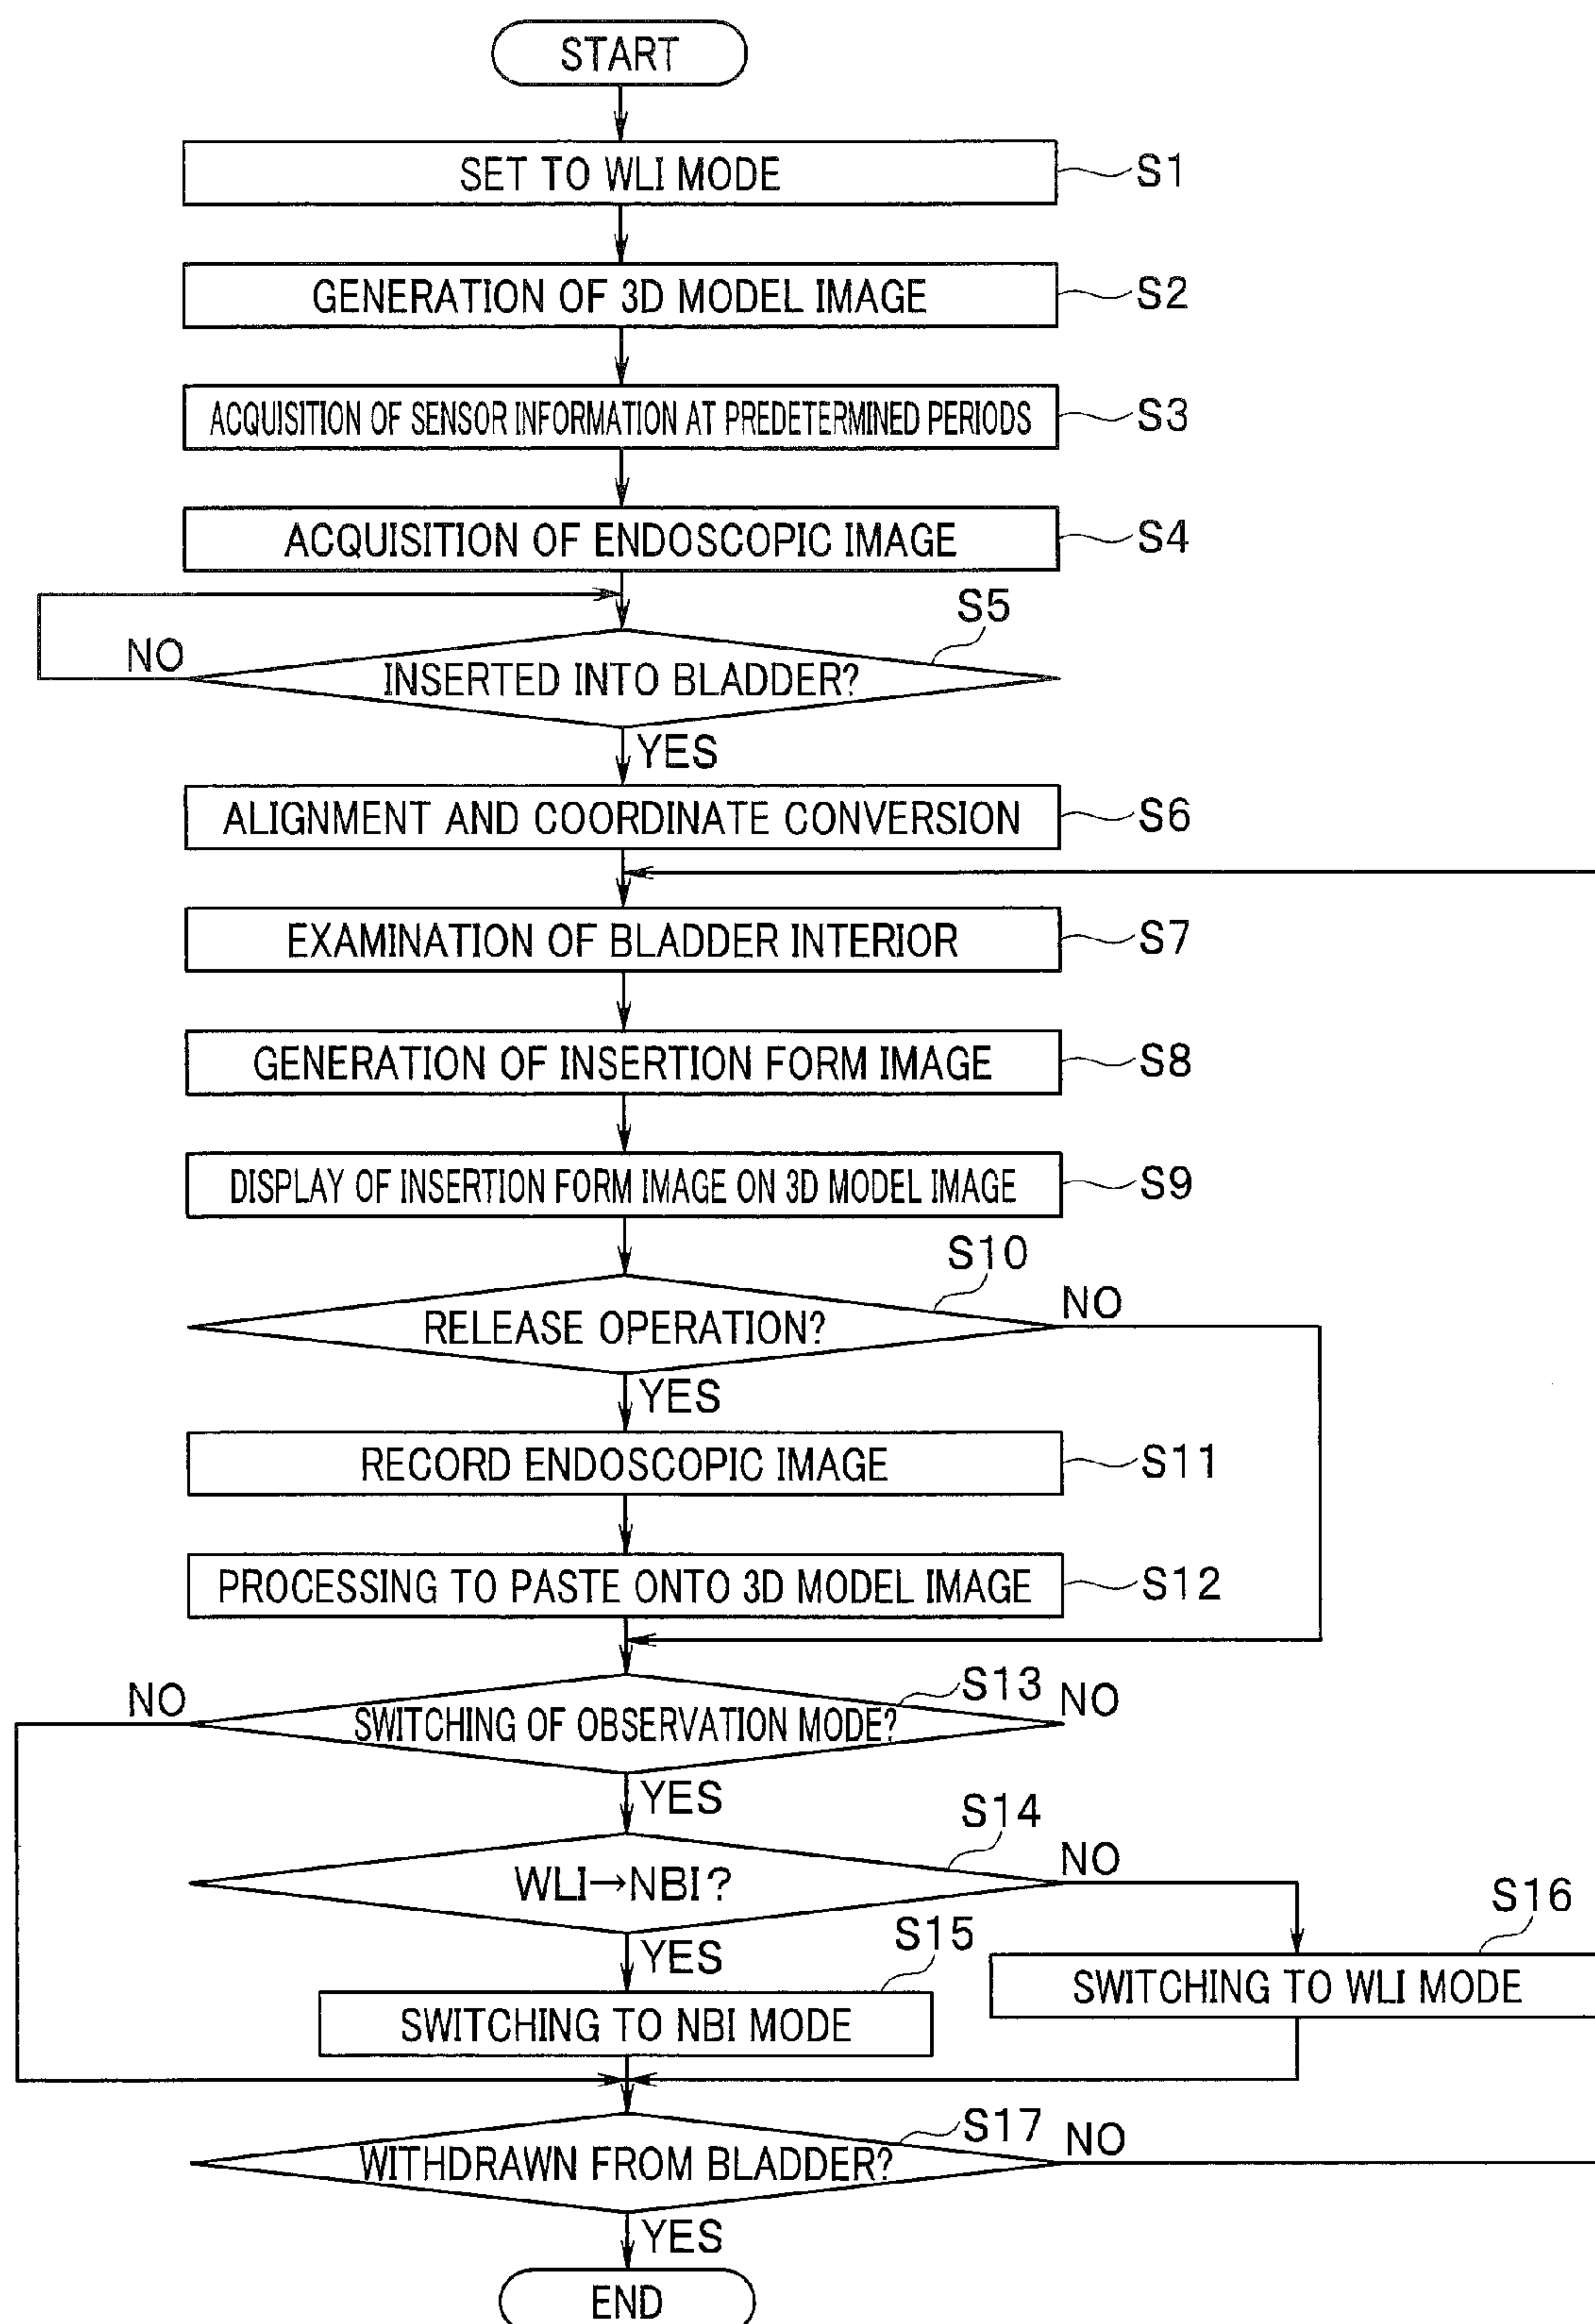 START
SET TO WLI MODE
S1
GENERATION OF 3D MODEL IMAGE
S2
ACQUISITION OF SENSOR INFORMATION AT PREDETERMINED PERIODS
S3
ACQUISITION OF ENDOSCOPIC IMAGE
S4
S5
NO
INSERTED INTO BLADDER?
YES
ALIGNMENT AND COORDINATE CONVERSION
S6
EXAMINATION OF BLADDER INTERIOR
S7
GENERATION OF INSERTION FORM IMAGE
S8
DISPLAY OF INSERTION FORM IMAGE ON 3D MODEL IMAGE
S9
S10
NO
RELEASE OPERATION?
YES
RECORD ENDOSCOPIC IMAGE
S11
PROCESSING TO PASTE ONTO 3D MODEL IMAGE
S12
NO
S13
NO
SWITCHING OF OBSERVATION MODE?
YES
S14
NO
WLI→NBI?
S16
YES
S15
SWITCHING TO WLI MODE
SWITCHING TO NBI MODE
S17
NO
WITHDRAWN FROM BLADDER?
YES
END